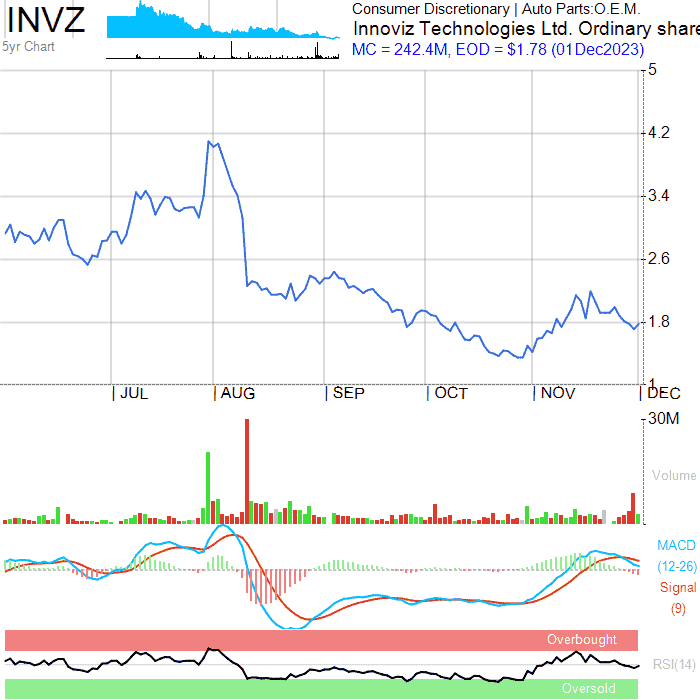 INVZ
5yr Chart
Consumer Discretionary | Auto Parts:O.E.M.
Innoviz Technologies Ltd. Ordinary share
MC = 242.4M, EOD = $1.78 (01Dec2023)
5
4.2
3.4
2.6
1.8
1
JUL
AUG
SEP
OCT
NOV
DEC
30M
Volume
MACD
(12-26)
Signal
(9)
Overbought
RSI(14)
Oversold